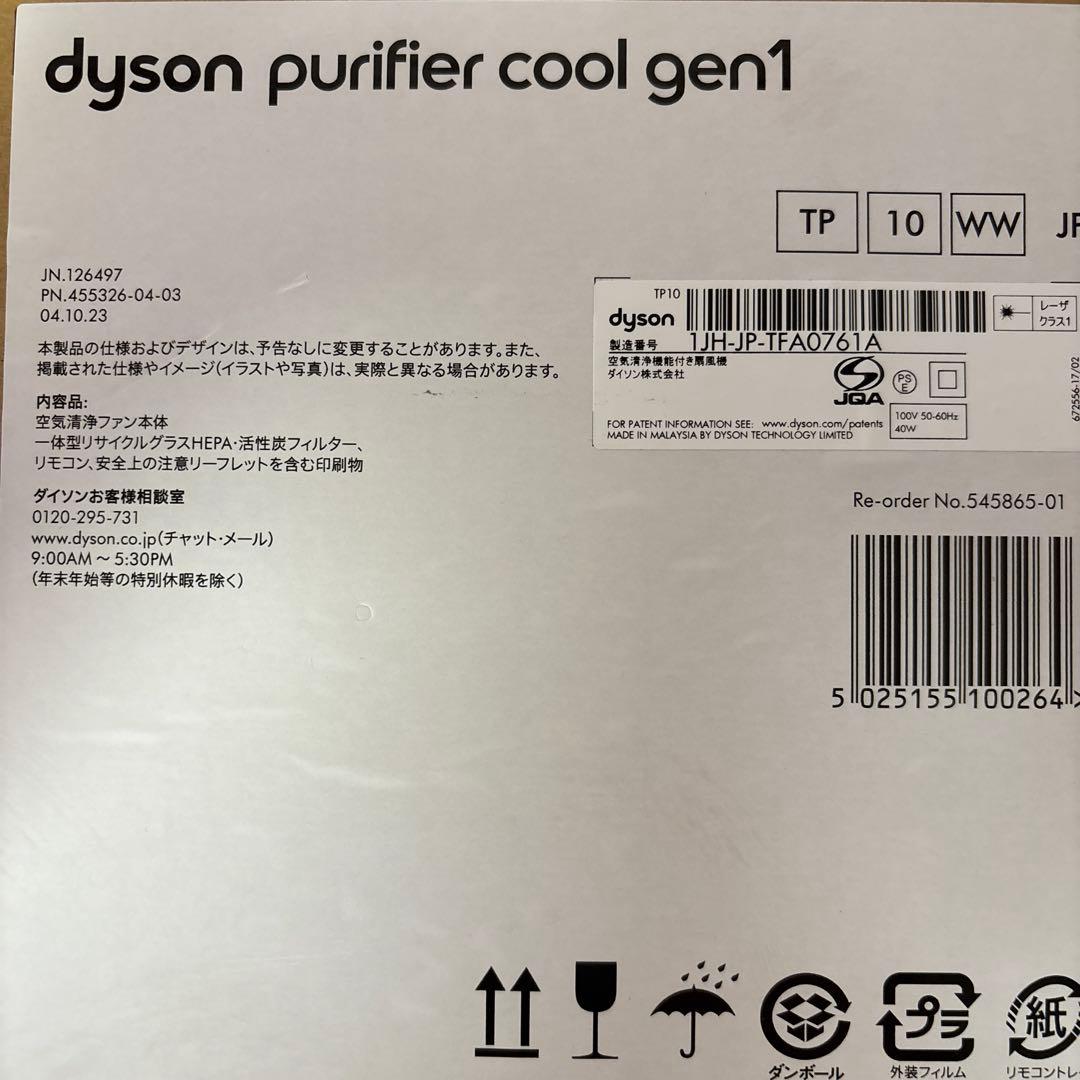 dyson purifier cool gen1
TP 10 WW JP
JN.126497
PN.455326-04-03
04.10.23
本製品の仕様およびデザインは、予告なしに変更することがあります。また、
掲載された仕様やイメージ(イラストや写真)は、実際と異なる場合があります。
内容品:
空気清浄ファン本体
一体型リサイクルグラスHEPA・活性炭フィルター、
リモコン、安全上の注意リーフレットを含む印刷物
ダイソンお客様相談室
0120-295-731
www.dyson.co.jp(チャット・メール)
9:00AM ~ 5:30PM
(年末年始等の特別休暇を除く)
TP10
dyson
レーザ
クラス1
製造番号 1JH-JP-TFA0761A
空気清浄機能付き扇風機
ダイソン株式会社
JQA
PS
E
100V 50-60Hz
40W
FOR PATENT INFORMATION SEE: www.dyson.com/patents
MADE IN MALAYSIA BY DYSON TECHNOLOGY LIMITED
672556-17/02
Re-order No.545865-01
5 025155 100264 >
プラ
紙
ダンボール
外装フィルム
リモコントレ